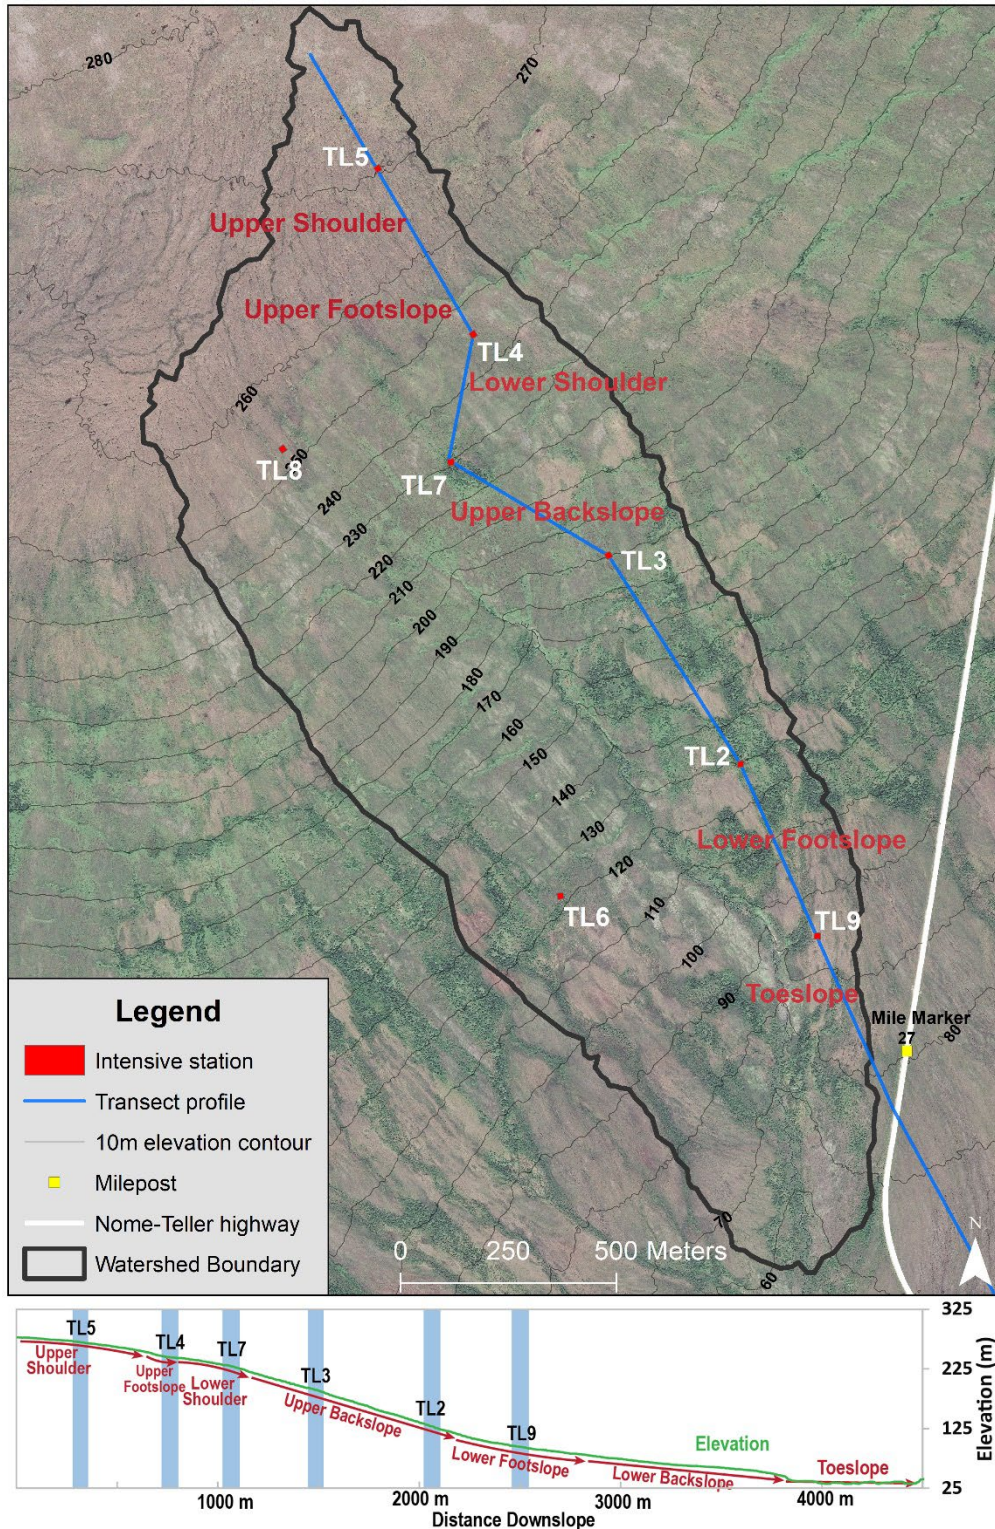 280
270
TL5
Upper Shoulder
Upper Footslope
TL4
Lower Shoulder
260
TL8
250
TL7
240
Upper Backslope
230
TL3
220
210
200
190
180
170
160
TL2
150
140
130
Lower Footslope
120
TL6
110
TL9
100
90
Toeslope
Mile Marker
27
80
70
60
Legend
Intensive station
Transect profile
10m elevation contour
Milepost
Nome-Teller highway
Watershed Boundary
0 250 500 Meters
N
TL5
Upper
Shoulder
TL4
Upper
Footslope
TL7
Lower
Shoulder
TL3
Upper Backslope
TL2
TL9
Lower Footslope
Elevation
Lower Backslope
Toeslope
325
225
125
25
Elevation (m)
1000 m 2000 m 3000 m 4000 m
Distance Downslope